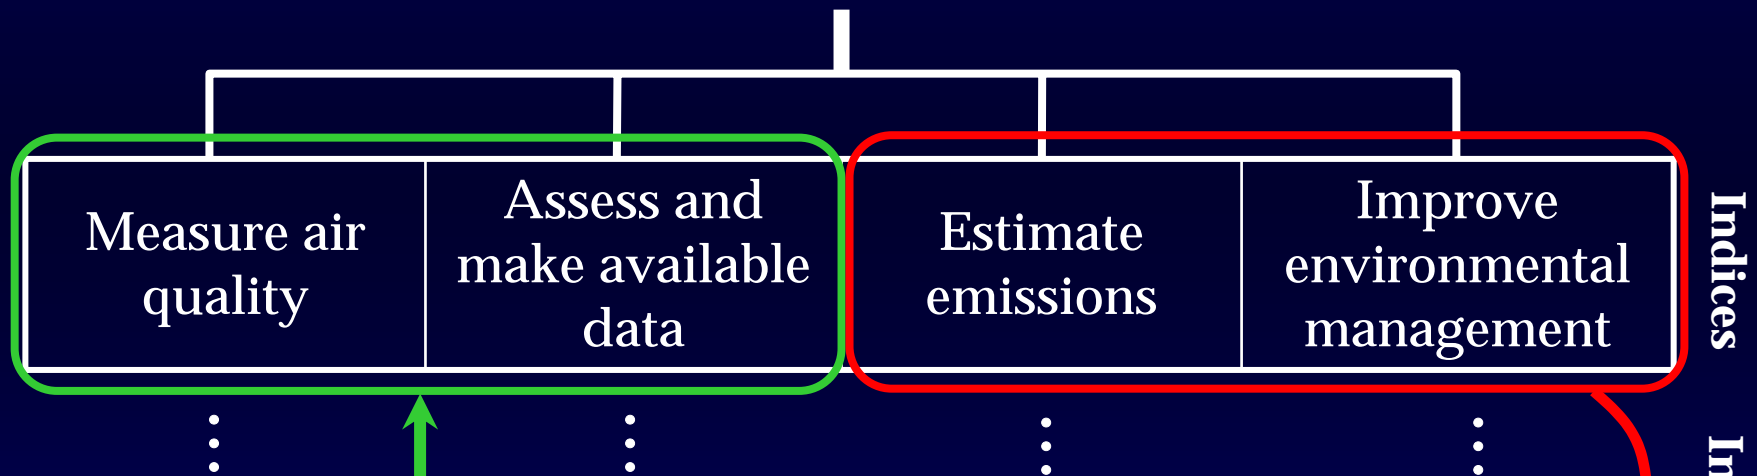 Measure air
quality
Assess and
make available
data
Estimate
emissions
Improve
environmental
management
Indices